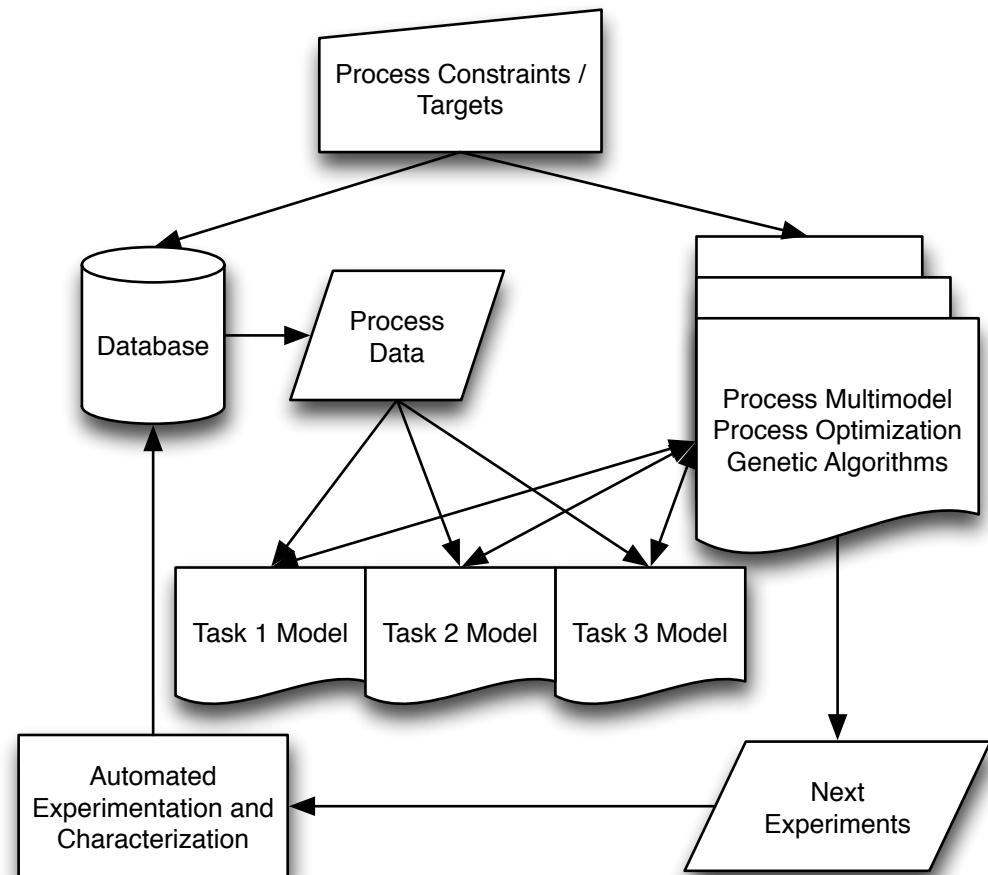 Process Constraints /
Targets
Database
Process
Data
Process Multimodel
Process Optimization
Genetic Algorithms
Task 1 Model
Task 2 Model
Task 3 Model
Automated
Experimentation and
Characterization
Next
Experiments